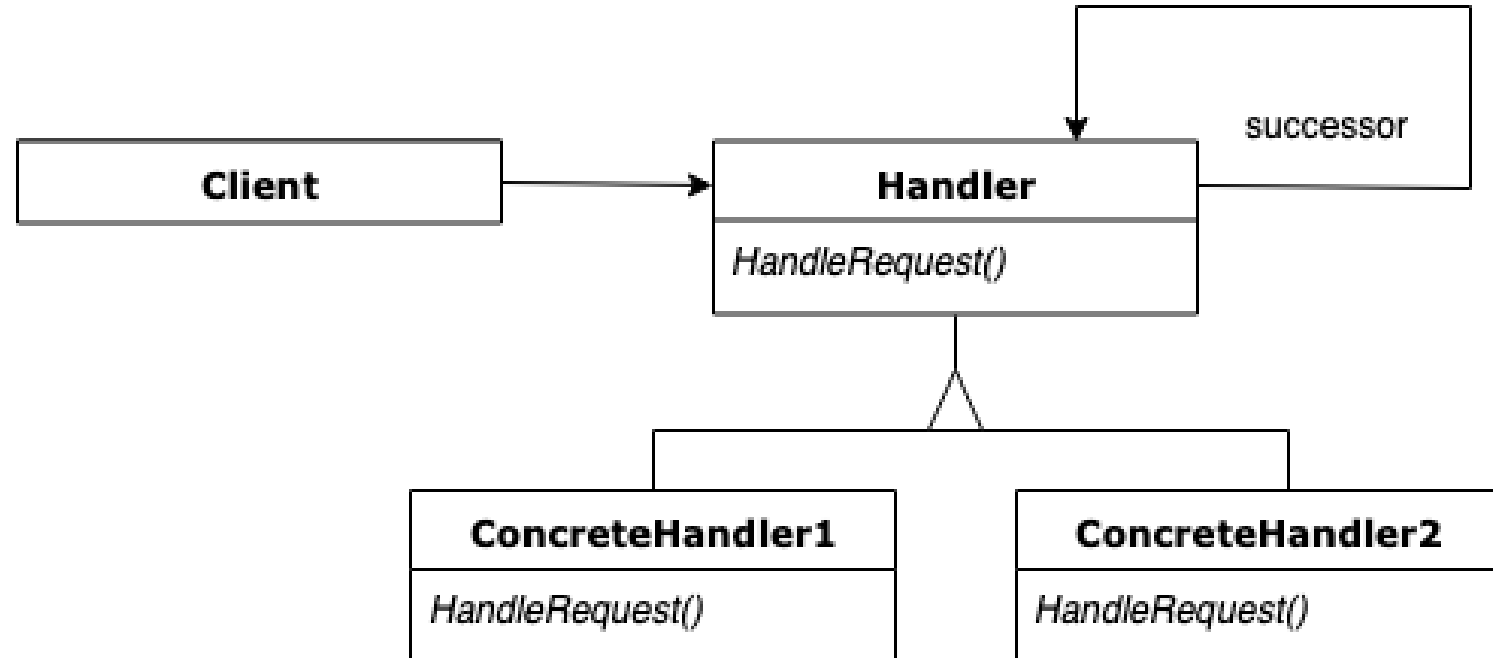 successor
Client
Handler
HandleRequest()
ConcreteHandler1
ConcreteHandler2
HandleRequest()
HandleRequest()